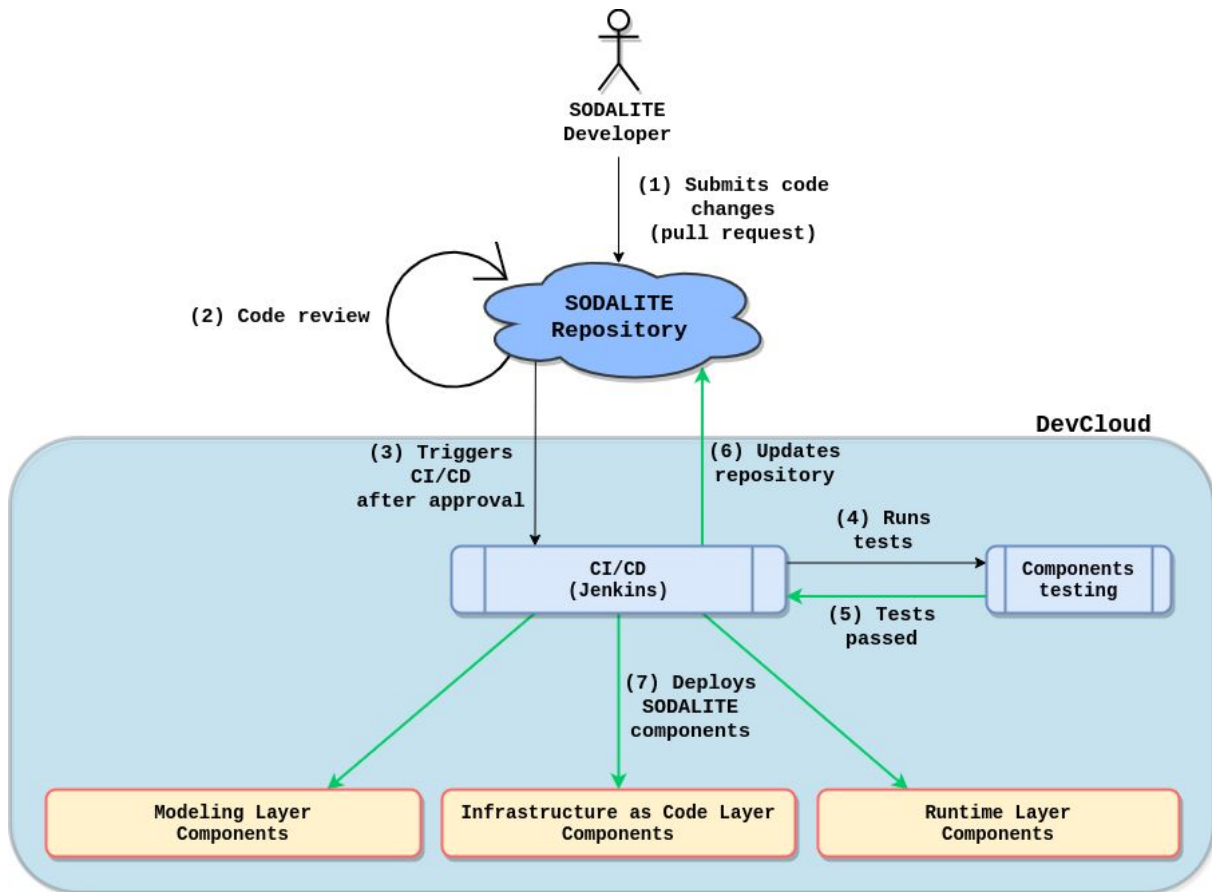 SODALITE
Developer
(1) Submits code
changes
(pull request)
SODALITE
Repository
(2) Code review
DevCloud
(3) Triggers
CI/CD
after approval
(6) Updates
repository
(4) Runs
tests
CI/CD
(Jenkins)
Components
testing
(5) Tests
passed
(7) Deploys
SODALITE
components
Modeling Layer
Components
Infrastructure as Code Layer
Components
Runtime Layer
Components